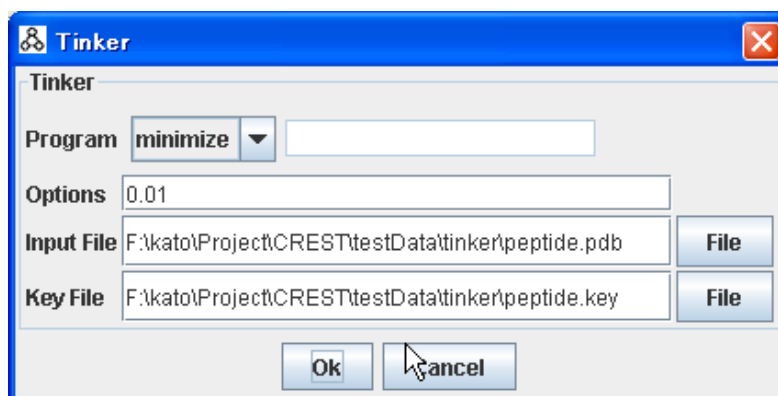 Tinker
Tinker
Program minimize
Options 0.01
Input File F:\kato\Project\CREST\testData\tinker\peptide.pdb File
Key File F:\kato\Project\CREST\testData\tinker\peptide.key File
Ok Cancel